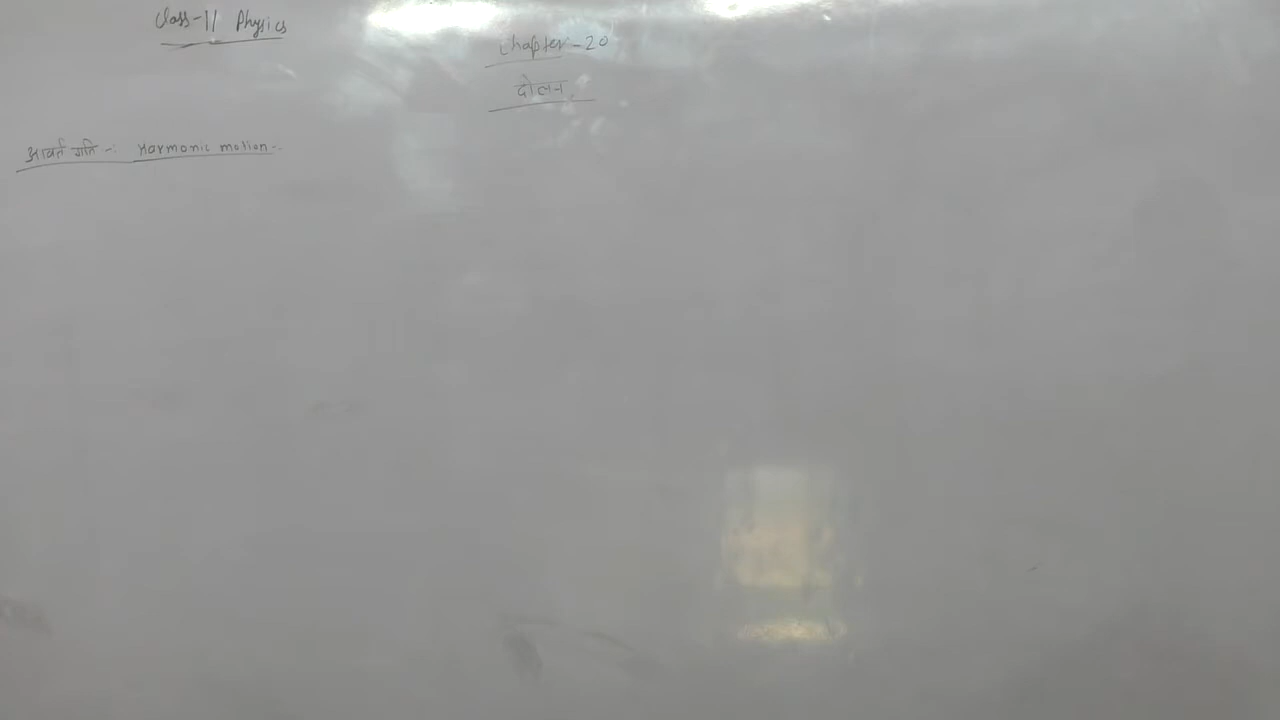 Class-11 Physics
Chapter-20
दोलन
आवर्त गति -: Harmonic motion -.